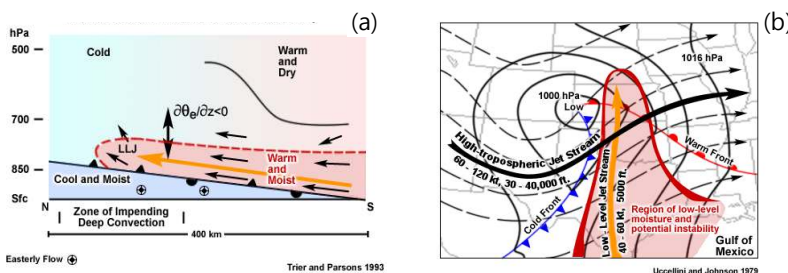 (a)
hPa
500
700
850
Sfc
Cold
Warm
and
Dry
∂θe/∂z<0
LLJ
Warm
and
Moist
Cool and Moist
N
S
Zone of Impending
Deep Convection
400 km
Easterly Flow
Trier and Parsons 1993
(b)
1016 hPa
1000 hPa
Low
High-tropospheric Jet Stream
60 - 120 kt, 30 - 40,000 ft.
Warm Front
Cold Front
Low - Level Jet Stream
40 - 60 kt, 5000 ft.
Region of low-level
moisture and
potential instability
Gulf of
Mexico
Uccellini and Johnson 1979